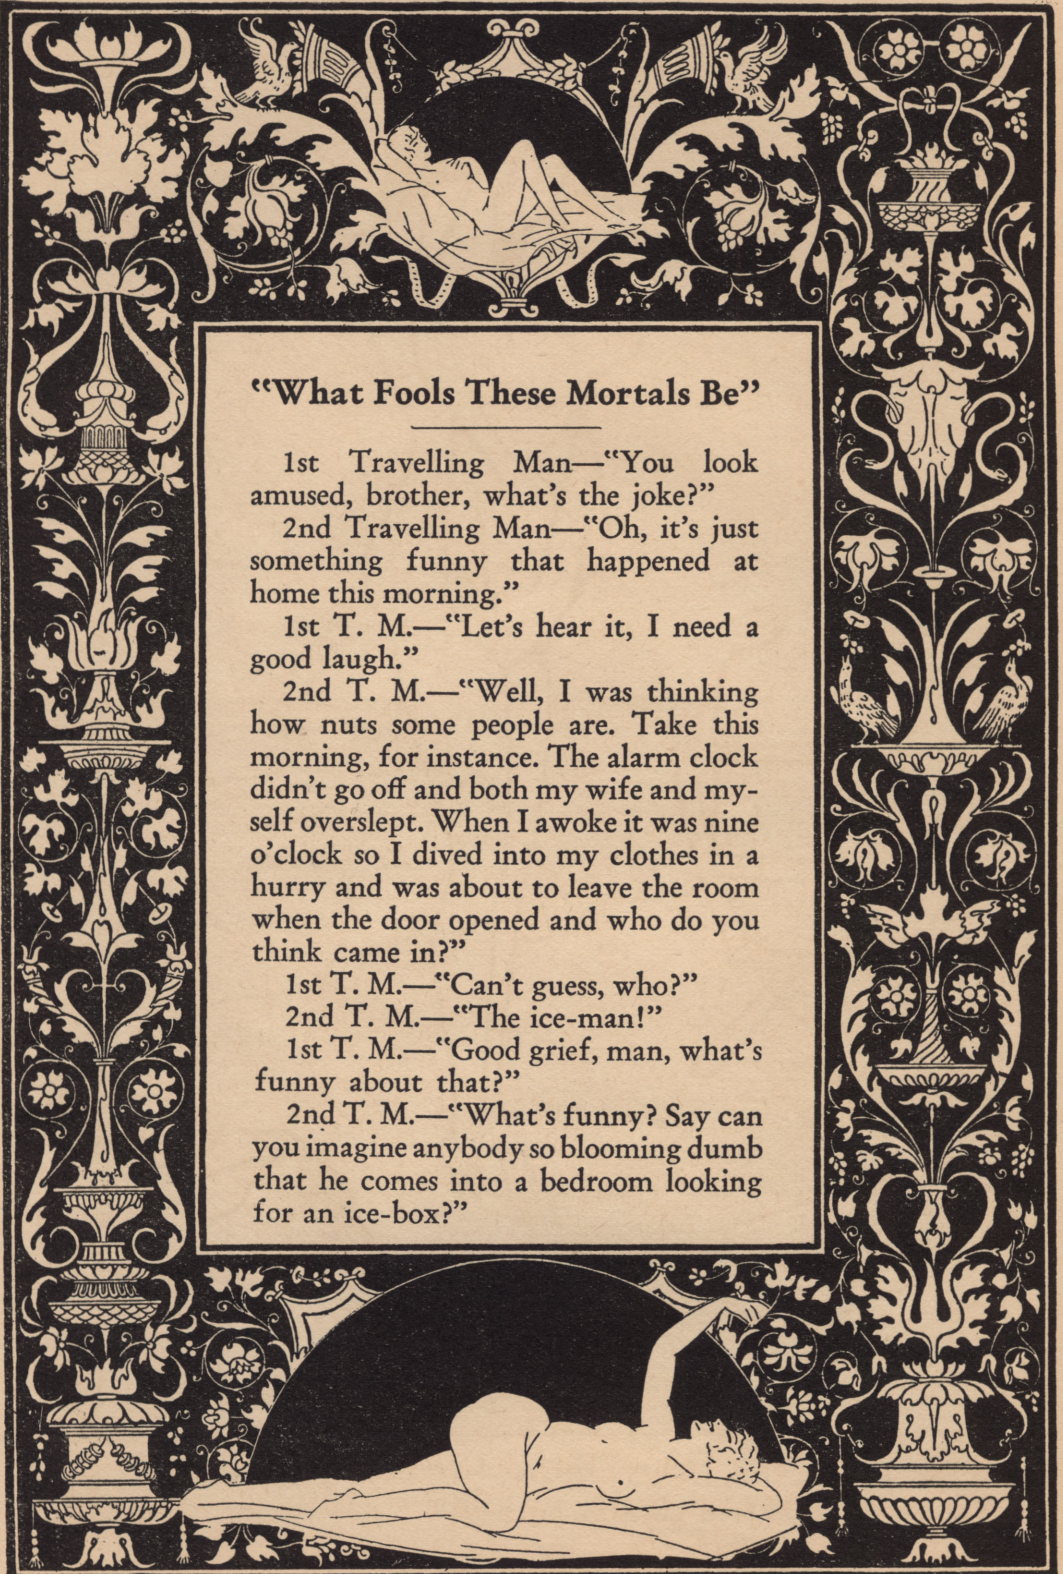 “What Fools These Mortals Be”
1st Travelling Man—“You look
amused, brother, what’s the joke?”
2nd Travelling Man—“Oh, it’s just
something funny that happened at
home this morning.”
1st T. M.—“Let’s hear it, I need a
good laugh.”
2nd T. M.—“Well, I was thinking
how nuts some people are. Take this
morning, for instance. The alarm clock
didn’t go off and both my wife and my-
self overslept. When I awoke it was nine
o’clock so I dived into my clothes in a
hurry and was about to leave the room
when the door opened and who do you
think came in?”
1st T. M.—“Can’t guess, who?”
2nd T. M.—“The ice-man!”
1st T. M.—“Good grief, man, what’s
funny about that?”
2nd T. M.—“What’s funny? Say can
you imagine anybody so blooming dumb
that he comes into a bedroom looking
for an ice-box?”